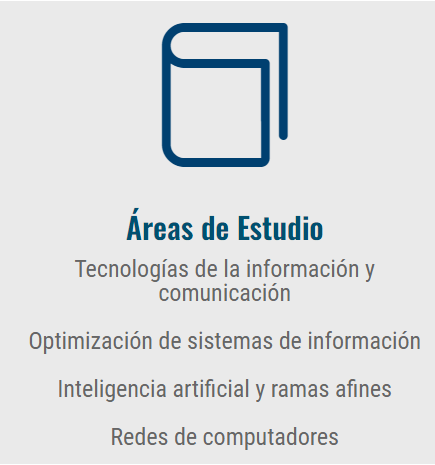 Áreas de Estudio
Tecnologías de la información y
comunicación
Optimización de sistemas de información
Inteligencia artificial y ramas afines
Redes de computadores